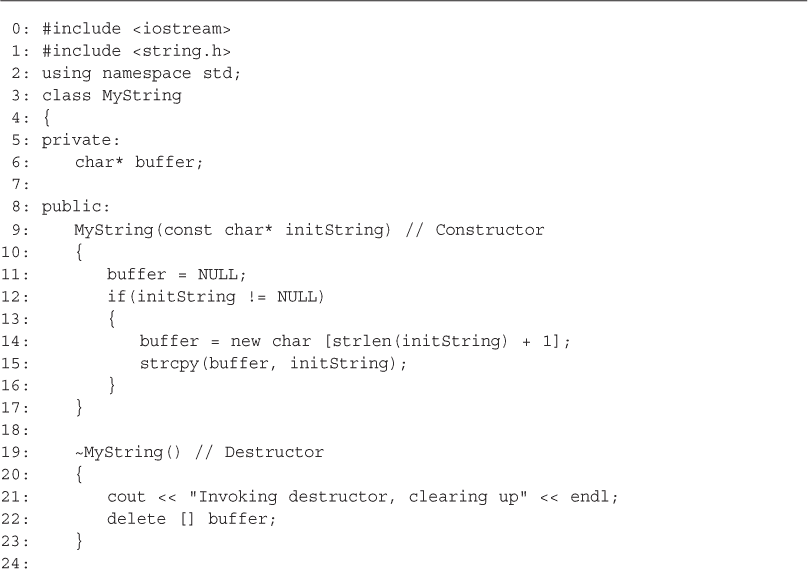 0: #include <iostream>
1: #include <string.h>
2: using namespace std;
3: class MyString
4: {
5: private:
6:    char* buffer;
7:
8: public:
9:    MyString(const char* initString) // Constructor
10:    {
11:       buffer = NULL;
12:       if(initString != NULL)
13:       {
14:          buffer = new char [strlen(initString) + 1];
15:          strcpy(buffer, initString);
16:       }
17:    }
18:
19:    ~MyString() // Destructor
20:    {
21:       cout << "Invoking destructor, clearing up" << endl;
22:       delete [] buffer;
23:    }
24: